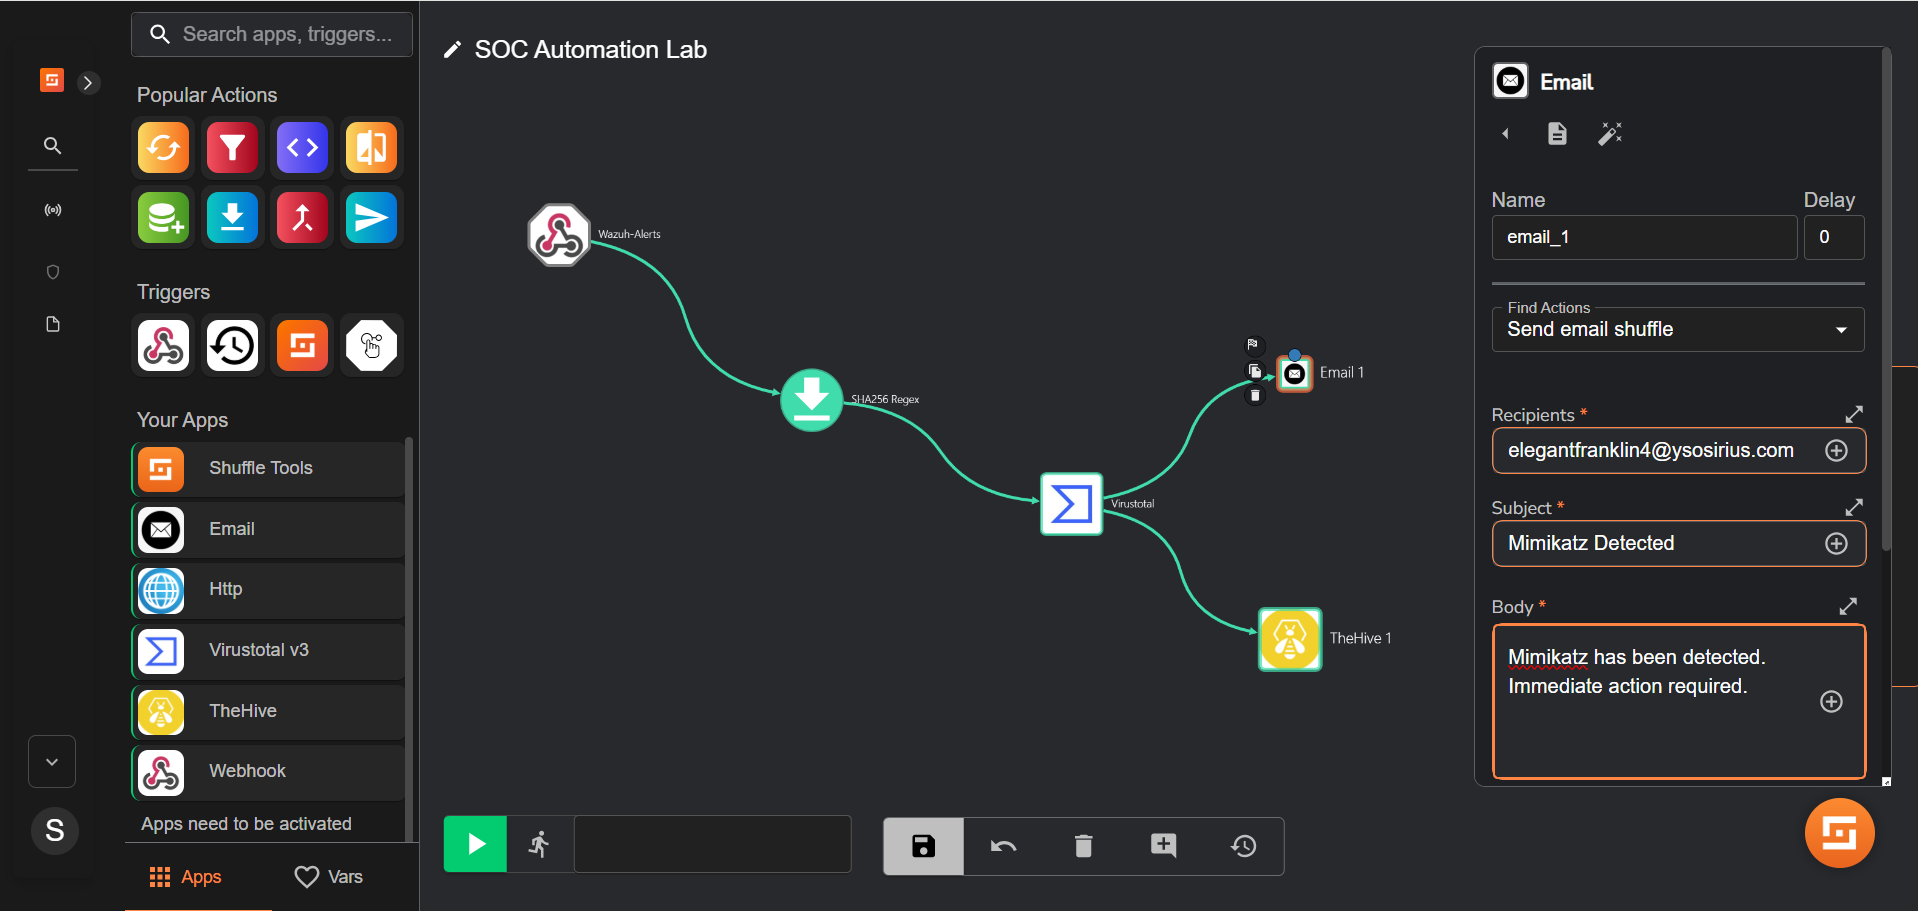 Search apps, triggers...
Popular Actions
Triggers
Your Apps
Shuffle Tools
Email
Http
Virustotal v3
TheHive
Webhook
Apps need to be activated
Apps
Vars
S
SOC Automation Lab
Wazuh-Alerts
SHA256 Regex
Virustotal
Email 1
TheHive 1
Email
Name
Delay
email_1
0
Find Actions
Send email shuffle
Recipients *
elegantfranklin4@ysosirius.com
Subject *
Mimikatz Detected
Body *
Mimikatz has been detected.
Immediate action required.